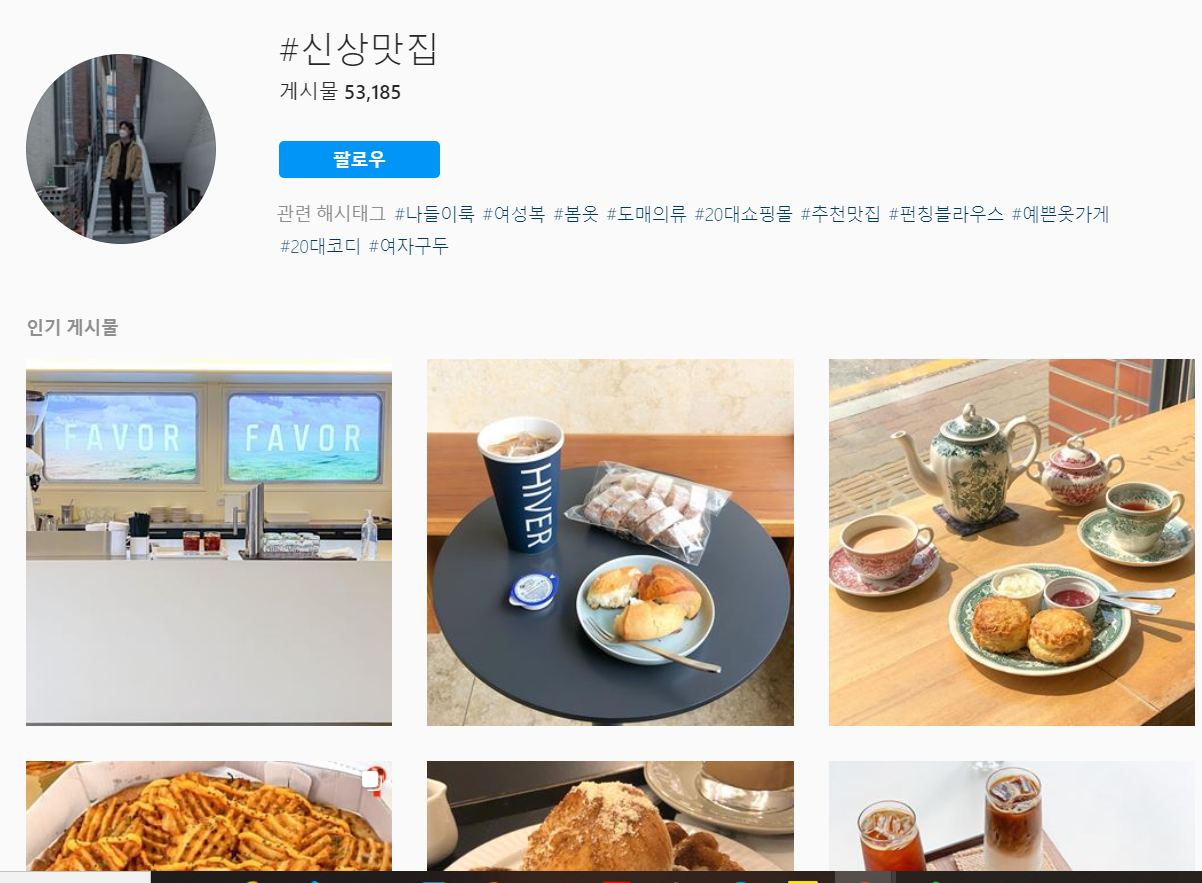 #신상맛집
게시물 53,185
팔로우
관련 해시태그 #나들이룩 #여성복 #봄옷 #도매의류 #20대쇼핑몰 #추천맛집 #펀칭블라우스 #예쁜옷가게
#20대코디 #여자구두
인기 게시물
FAVOR FAVOR
HIVER